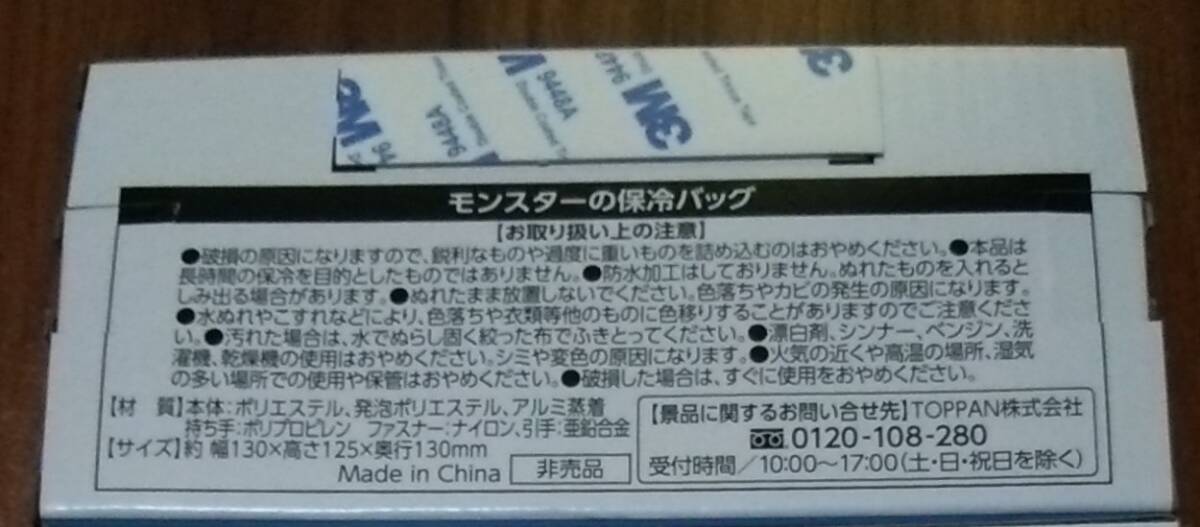 3M
9448A
9448A
3M
9448A
Double Coated
944
3M
3M
モンスターの保冷バッグ
【お取り扱い上の注意】
●破損の原因になりますので、鋭利なものや過度に重いものを詰め込むのはおやめください。●本品は
長時間の保冷を目的としたものではありません。●防水加工はしておりません。ぬれたものを入れると
しみ出る場合があります。●ぬれたまま放置しないでください。色落ちやカビの発生の原因になります。
●水ぬれやこすれなどにより、色落ちや衣類等他のものに色移りすることがありますのでご注意くださ
い。●汚れた場合は、水でぬらし固く絞った布でふきとってください。●漂白剤、シンナー、ベンジン、洗
濯機、乾燥機の使用はおやめください。シミや変色の原因になります。●火気の近くや高温の場所、湿気
の多い場所での使用や保管はおやめください。●破損した場合は、すぐに使用をおやめください。
【材　質】本体:ポリエステル、発泡ポリエステル、アルミ蒸着
持ち手:ポリプロピレン　ファスナー:ナイロン、引手:亜鉛合金
【サイズ】約 幅130×高さ125×奥行130mm
Made in China 非売品
【景品に関するお問い合せ先】TOPPAN株式会社
0120-108-280
受付時間／10:00〜17:00(土・日・祝日を除く)